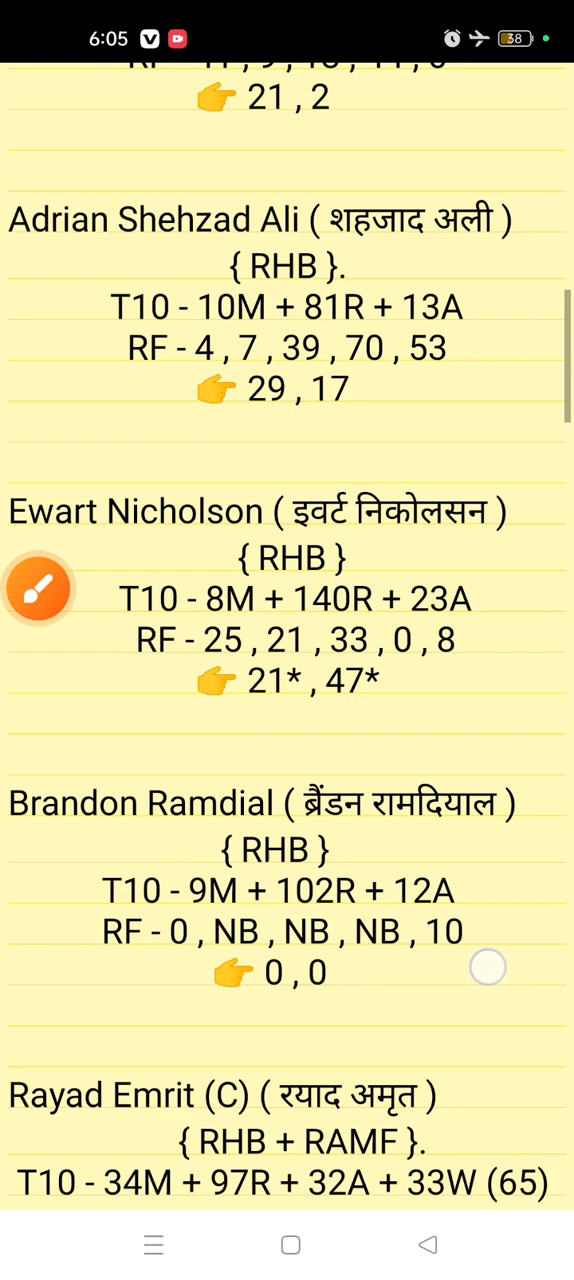 6:05
38
21 , 2
Adrian Shehzad Ali ( शहजाद अली )
{ RHB }.
T10 - 10M + 81R + 13A
RF - 4 , 7 , 39 , 70 , 53
29 , 17
Ewart Nicholson ( इवर्ट निकोलसन )
{ RHB }
T10 - 8M + 140R + 23A
RF - 25 , 21 , 33 , 0 , 8
21* , 47*
Brandon Ramdial ( ब्रैंडन रामदियाल )
{ RHB }
T10 - 9M + 102R + 12A
RF - 0 , NB , NB , NB , 10
0 , 0
Rayad Emrit (C) ( रयाद अमृत )
{ RHB + RAMF }.
T10 - 34M + 97R + 32A + 33W (65)